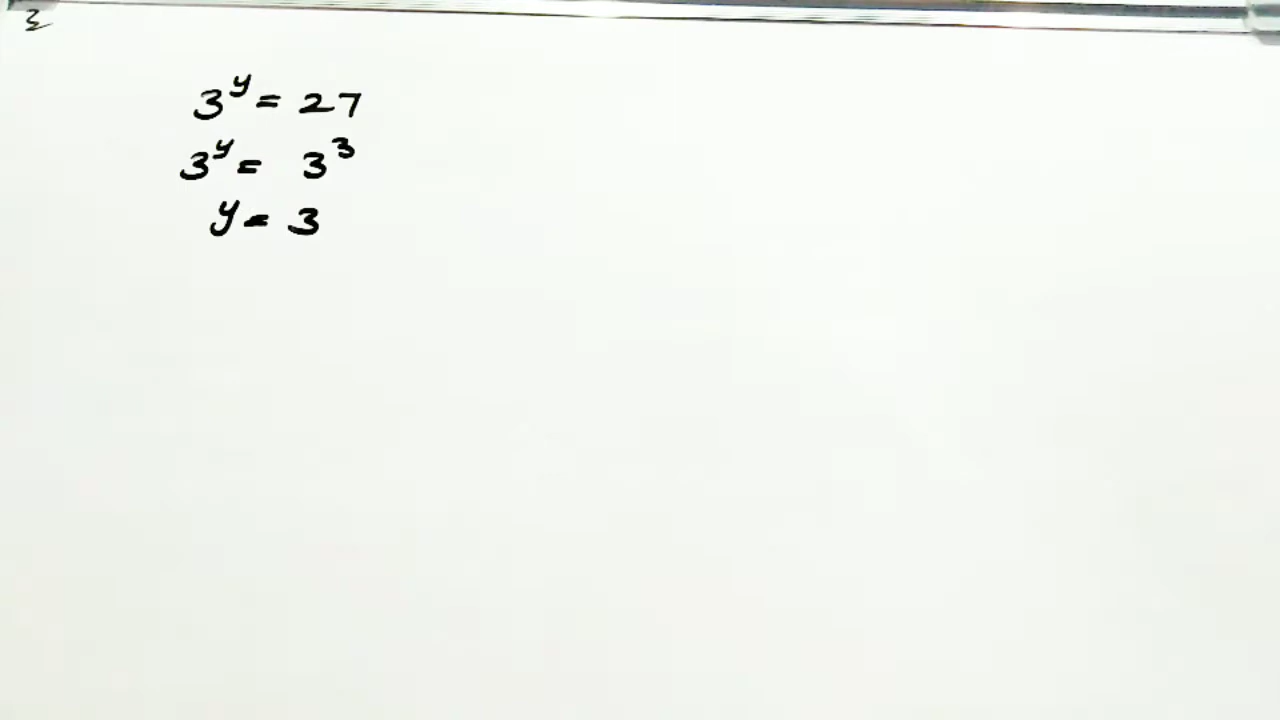 3^y = 27
3^y = 3^3
y = 3